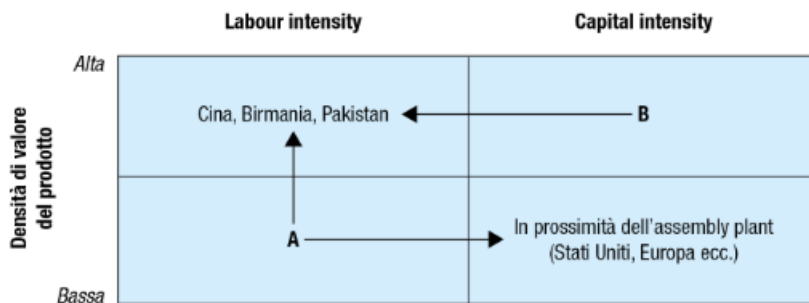 Labour intensity
Capital intensity
Alta
Cina, Birmania, Pakistan
B
Densità di valore
del prodotto
A
In prossimità dell'assembly plant
(Stati Uniti, Europa ecc.)
Bassa